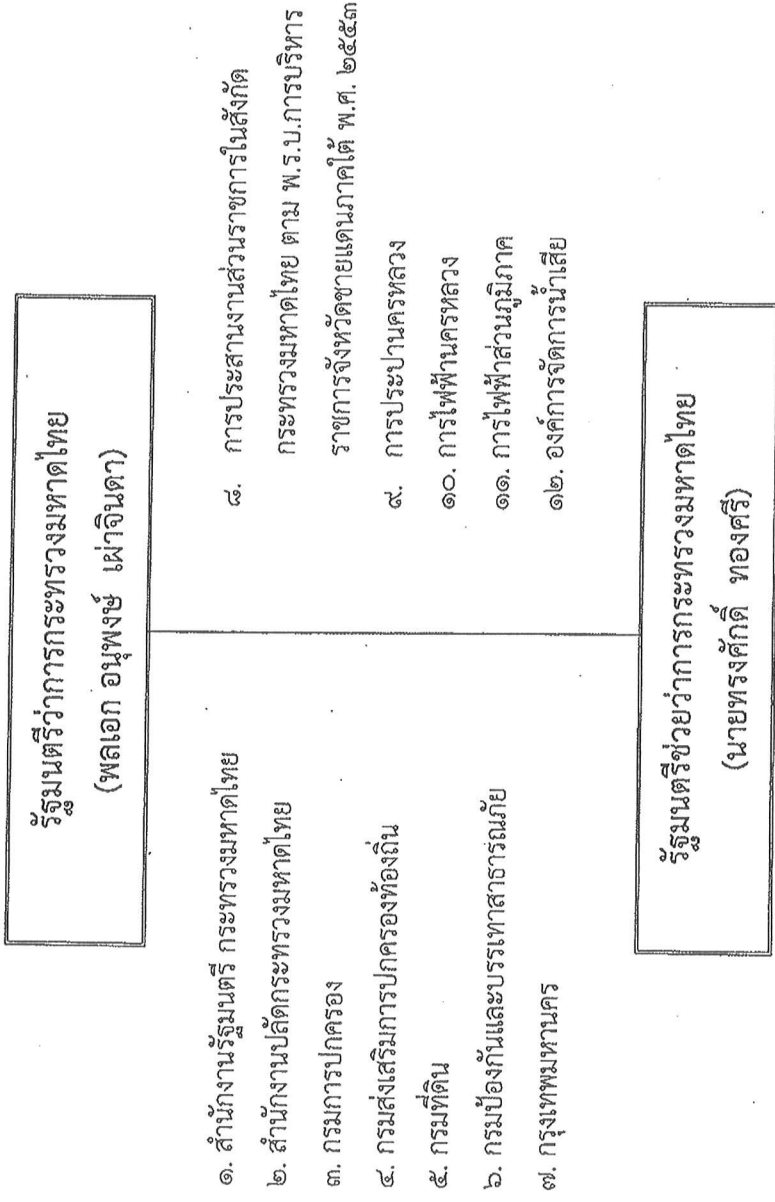 รัฐมนตรีว่าการกระทรวงมหาดไทย
(พลเอก อนุพงษ์ เผ่าจินดา)
๑. สำนักงานรัฐมนตรี กระทรวงมหาดไทย
๒. สำนักงานปลัดกระทรวงมหาดไทย
๓. กรมการปกครอง
๔. กรมส่งเสริมการปกครองท้องถิ่น
๕. กรมที่ดิน
๖. กรมป้องกันและบรรเทาสาธารณภัย
๗. กรุงเทพมหานคร
๘. การประสานงานส่วนราชการในสังกัด
กระทรวงมหาดไทย ตาม พ.ร.บ.การบริหาร
ราชการจังหวัดชายแดนภาคใต้ พ.ศ. ๒๕๕๓
๙. การประปานครหลวง
๑๐. การไฟฟ้านครหลวง
๑๑. การไฟฟ้าส่วนภูมิภาค
๑๒. องค์การจัดการน้ำเสีย
รัฐมนตรีช่วยว่าการกระทรวงมหาดไทย
(นายทรงศักดิ์ ทองศรี)